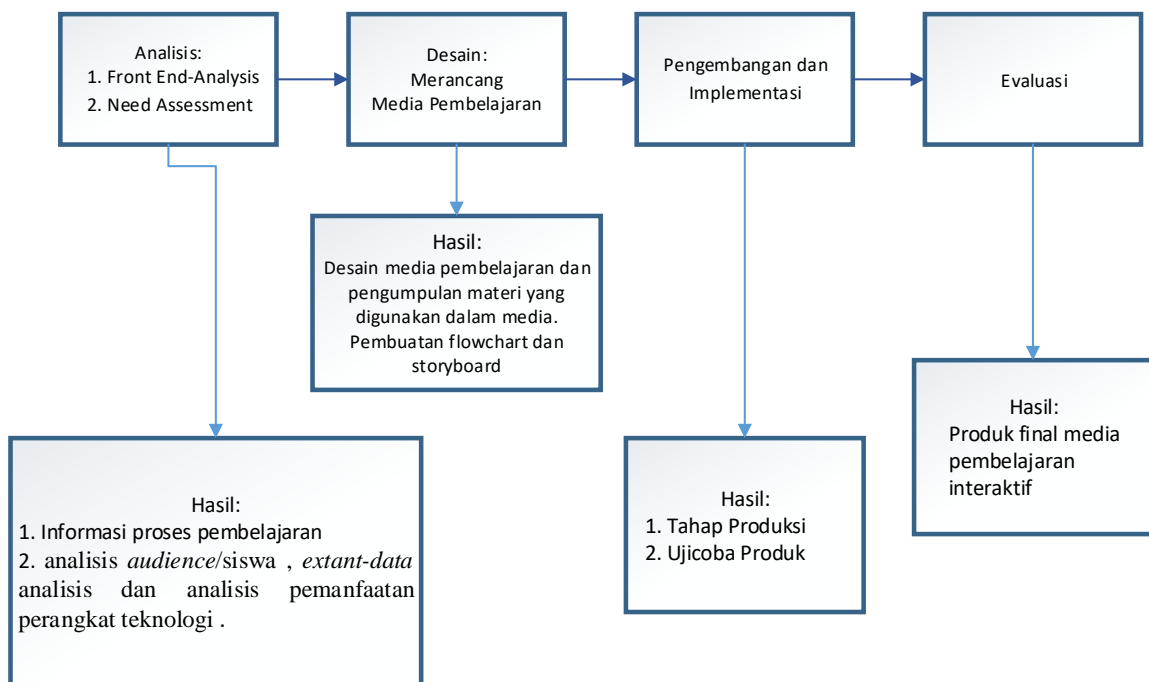 Analisis:
1. Front End-Analysis
2. Need Assessment
Desain:
Merancang
Media Pembelajaran
Pengembangan dan
Implementasi
Evaluasi
Hasil:
Desain media pembelajaran dan
pengumpulan materi yang
digunakan dalam media.
Pembuatan flowchart dan
storyboard
Hasil:
Produk final media
pembelajaran
interaktif
Hasil:
1. Informasi proses pembelajaran
2. analisis audience/siswa , extant-data
analisis dan analisis pemanfaatan
perangkat teknologi .
Hasil:
1. Tahap Produksi
2. Ujicoba Produk